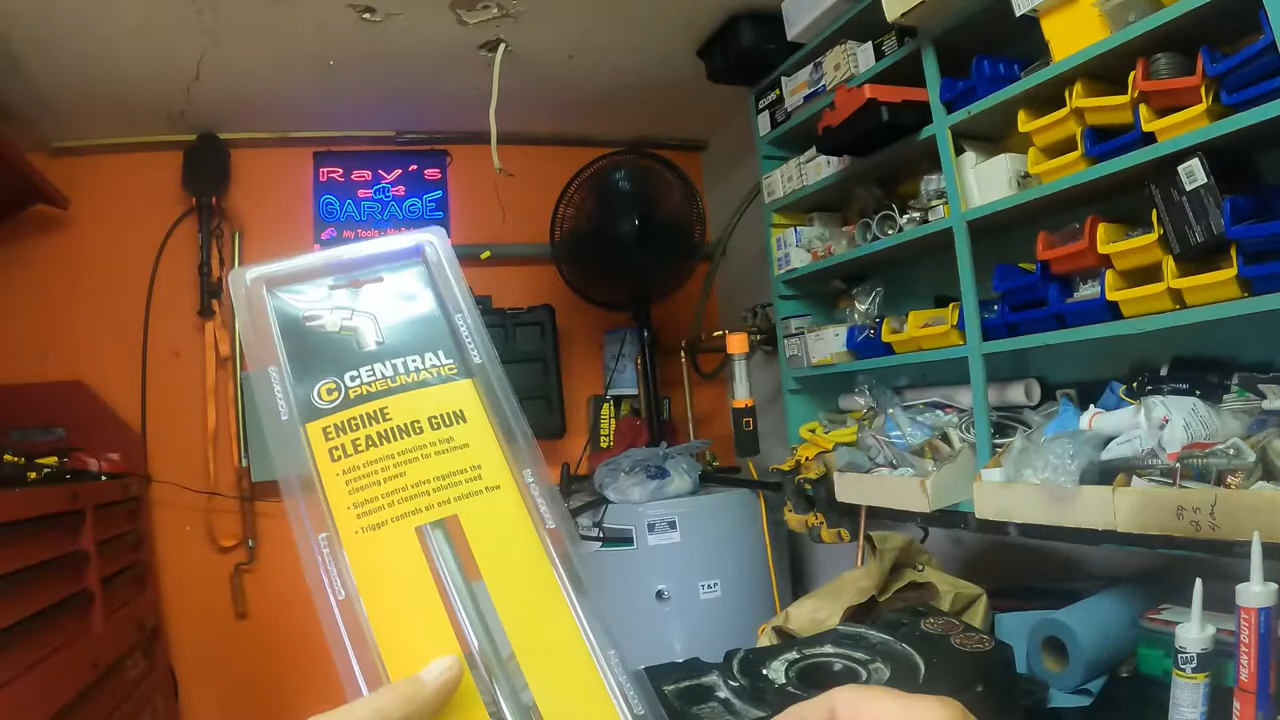 Ray's
GARAGE
My Tools - My
CENTRAL
PNEUMATIC
ENGINE
CLEANING GUN
• Adds cleaning solution to high
pressure air stream for maximum
cleaning power
• Siphon control valve regulates the
amount of cleaning solution used
• Trigger controls air and solution flow
42 GALLON
T&P
DAP
HEAVY DUTY